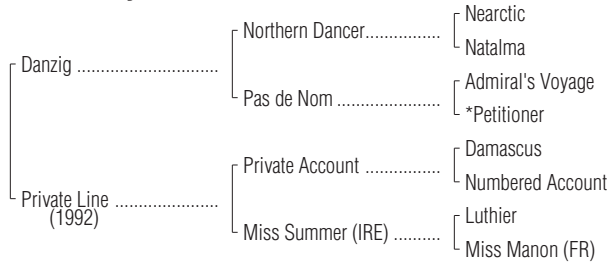 Nearctic
Northern Dancer..................
Natalma
Danzig .............................
Admiral's Voyage
Pas de Nom .....................
*Petitioner
Damascus
Private Account ................
Numbered Account
Private Line .....................
(1992)
Luthier
Miss Summer (IRE) ..........
Miss Manon (FR)